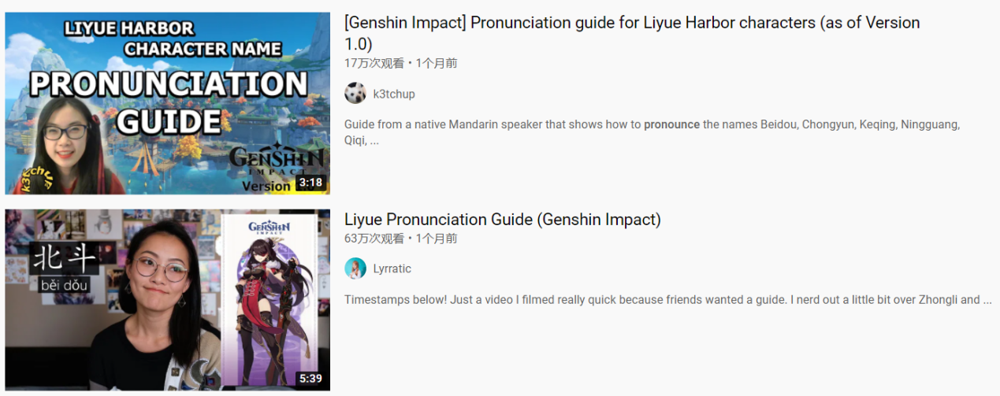 LIYUE HARBOR
CHARACTER NAME
PRONUNCIATION
GUIDE
k3tchup
GENSHIN
IMPACT
Version
3:18
[Genshin Impact] Pronunciation guide for Liyue Harbor characters (as of Version
1.0)
17万次观看 • 1个月前
k3tchup
Guide from a native Mandarin speaker that shows how to pronounce the names Beidou, Chongyun, Keqing, Ningguang,
Qiqi, ...
北斗
běi dǒu
GENSHIN
IMPACT
5:39
Liyue Pronunciation Guide (Genshin Impact)
63万次观看 • 1个月前
Lyrratic
Timestamps below! Just a video I filmed really quick because friends wanted a guide. I nerd out a little bit over Zhongli and ...